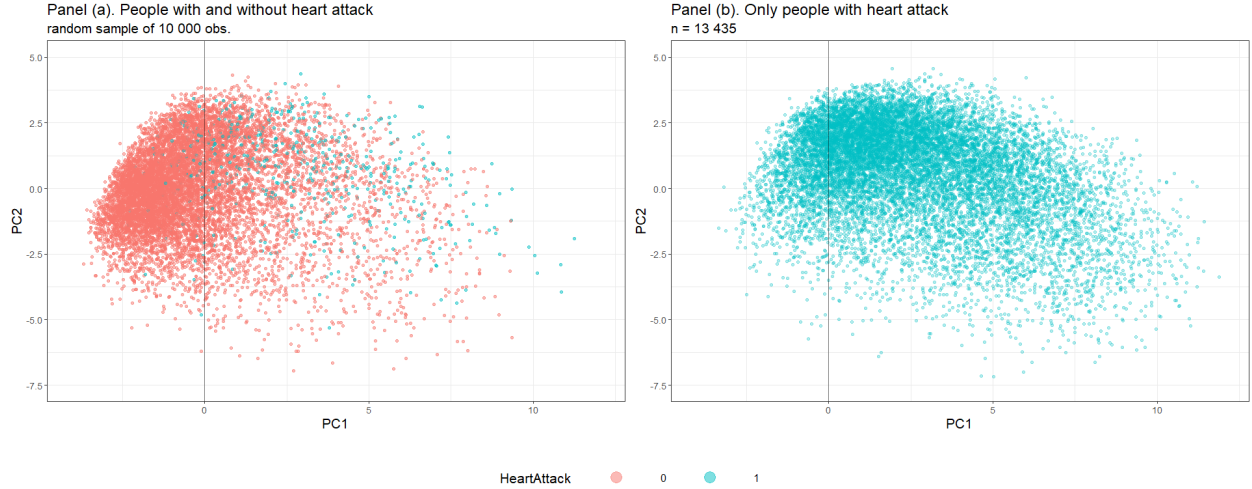 Panel (a). People with and without heart attack
random sample of 10 000 obs.
5.0
2.5
0.0
-2.5
-5.0
-7.5
PC2
0
5
10
PC1
Panel (b). Only people with heart attack
n = 13 435
5.0
2.5
0.0
-2.5
-5.0
-7.5
PC2
0
5
10
PC1
HeartAttack 0 1